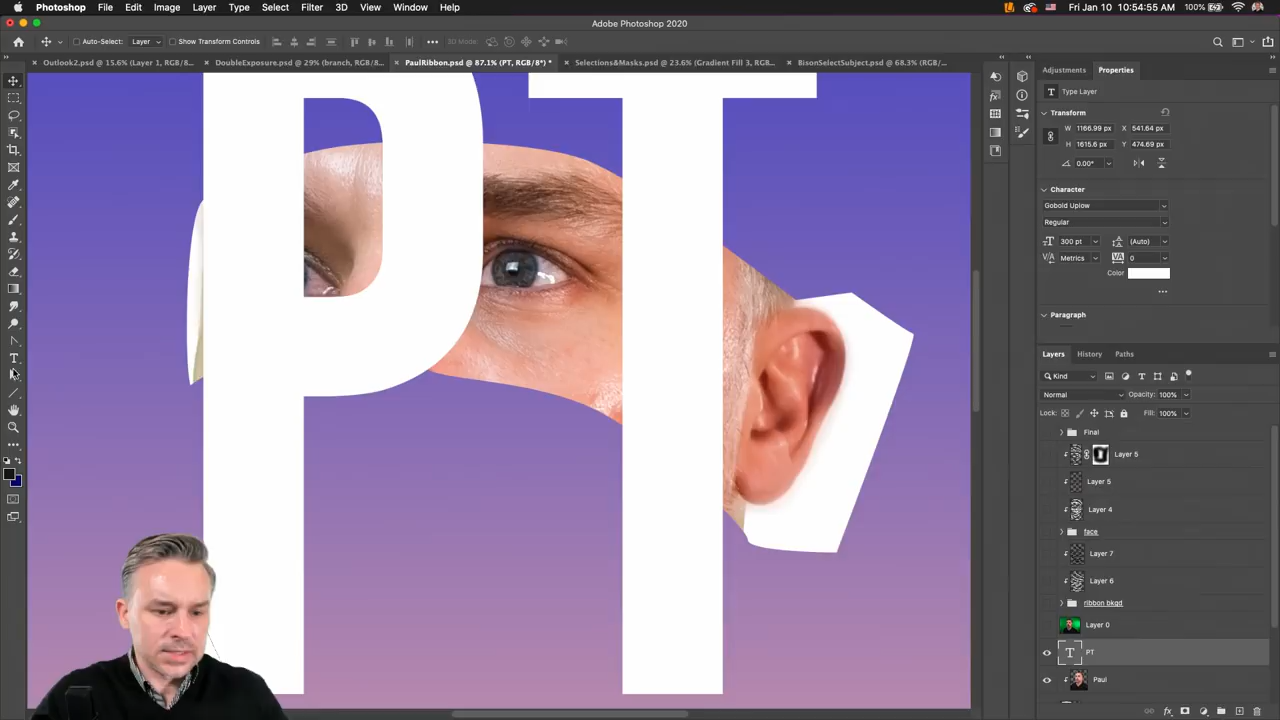 Photoshop File Edit Image Layer Type Select Filter 3D View Window Help
100% Fri Jan 10 10:54:55
Adobe Photoshop 2020
Auto-Select: Layer Show Transform Controls 3D Mode:
Outlook2.psd @ 15.6% (Layer 1, RGB/8... DoubleExposure.psd @ 29% (branch, RGB/8*) PaulRibbon.psd @ 87.1% (PT, RGB/8*) * Selections&Masks.psd @ 23.6% (Gradient Fill 3, RGB/8... BisonSelectSubject.psd @ 68.3% (RGB/...
PT
Adjustments Properties
T Type Layer
Transform
W 1166.99 px X 541.64 px
H 1615.6 px Y 474.69 px
0.00°
Character
Gobold Uplow
Regular
300 pt (Auto)
Metrics 0
Color
Paragraph
Layers History Paths
Kind
Normal Opacity: 100%
Lock: Fill: 100%
Final
Layer 5
Layer 5
Layer 4
face
Layer 7
Layer 6
ribbon bkgd
Layer 0
T PT
Paul